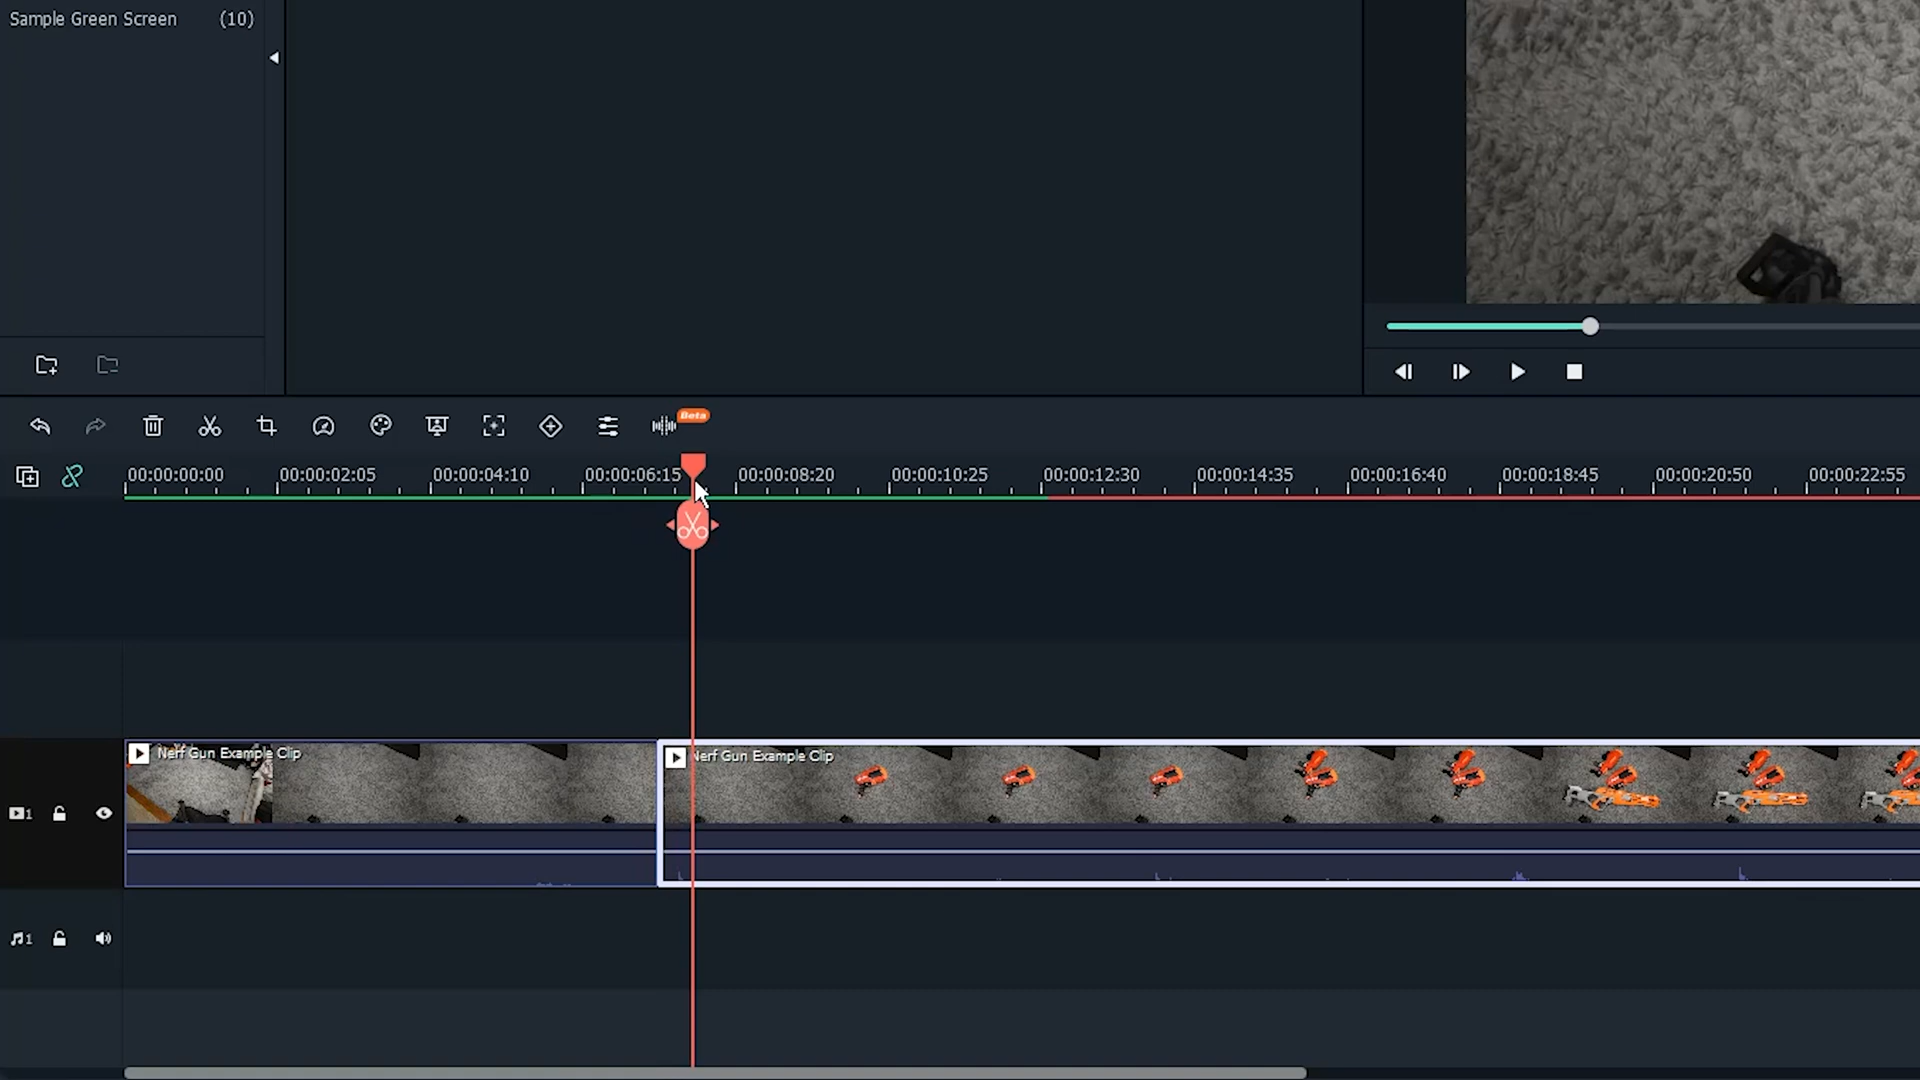 Sample Green Screen (10)
Beta
00:00:00:00 00:00:02:05 00:00:04:10 00:00:06:15 00:00:08:20 00:00:10:25 00:00:12:30 00:00:14:35 00:00:16:40 00:00:18:45 00:00:20:50 00:00:22:55
Nerf Gun Example Clip Nerf Gun Example Clip
1
1